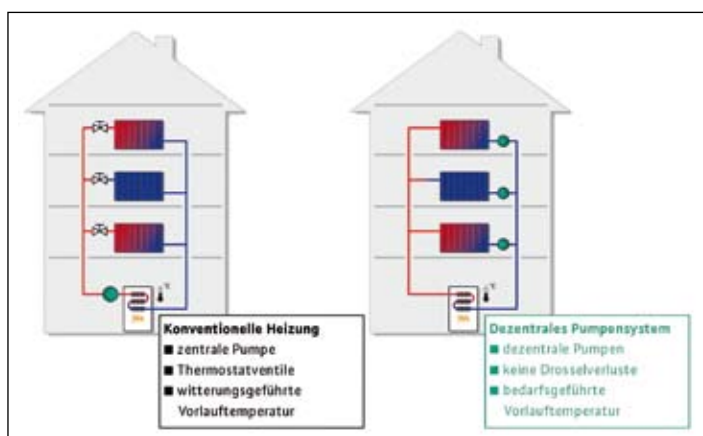 Konventionelle Heizung
■ zentrale Pumpe
■ Thermostatventile
■ witterungsgeführte
Vorlauftemperatur
Dezentrales Pumpensystem
■ dezentrale Pumpen
■ keine Drosselverluste
■ bedarfsgeführte
Vorlauftemperatur
°C
°C